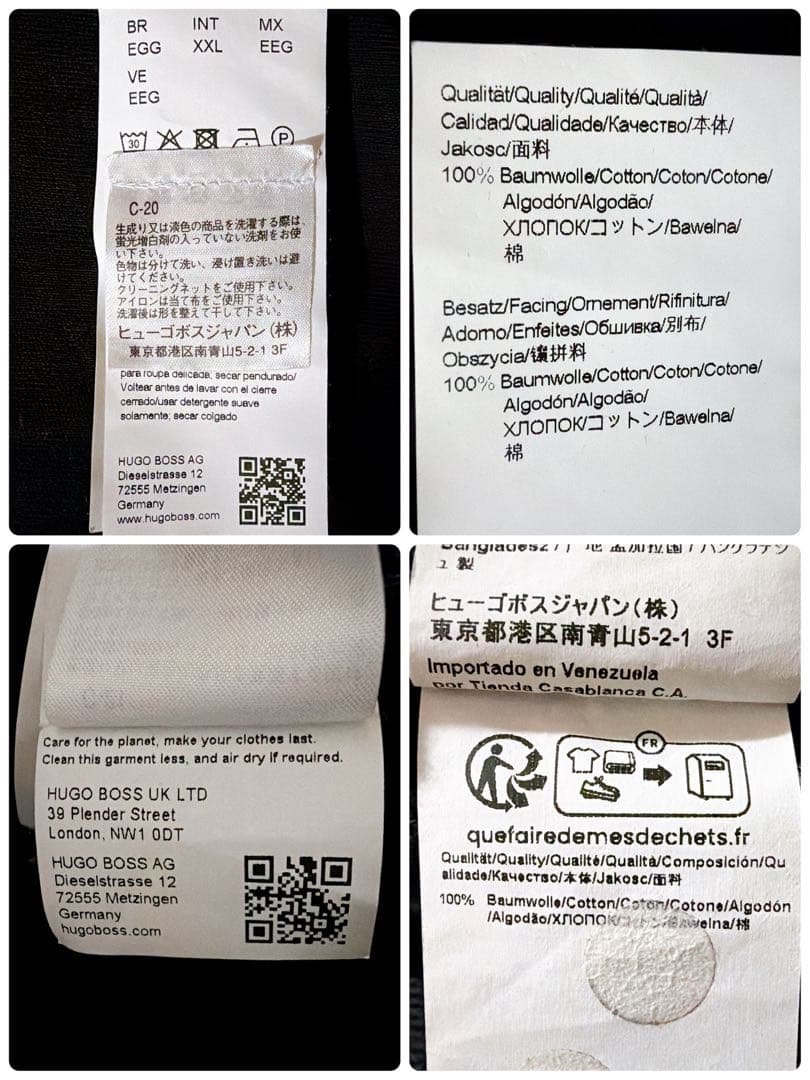 BR INT MX
EGG XXL EEG
VE
EEG
30 P
C-20
生成り又は淡色の商品を洗濯する際は、
蛍光増白剤の入っていない洗剤をお使
い下さい。
色物は分けて洗い、浸け置き洗いは避
けてください。
クリーニングネットをご使用下さい。
アイロンは当て布をご使用下さい。
洗濯後は形を整えて干して下さい。
ヒューゴボスジャパン(株)
東京都港区南青山5-2-1 3F
para roupa delicada; secar pendurado/
Voltear antes de lavar con el cierre
cerrado/usar detergente suave
solamente; secar colgado
HUGO BOSS AG
Dieselstrasse 12
72555 Metzingen
Germany
www.hugoboss.com
Qualität/Quality/Qualité/Qualità/
Calidad/Qualidade/Качество/本体/
Jakosc/面料
100% Baumwolle/Cotton/Coton/Cotone/
Algodón/Algodão/
ХЛОПОК/コットン/Bawelna/
棉
Besatz/Facing/Ornement/Rifinitura/
Adorno/Enfeites/Обшивка/別布/
Obszycia/镶拼料
100% Baumwolle/Cotton/Coton/Cotone/
Algodón/Algodão/
ХЛОПОК/コットン/Bawelna/
棉
Care for the planet, make your clothes last.
Clean this garment less, and air dry if required.
HUGO BOSS UK LTD
39 Plender Street
London, NW1 0DT
HUGO BOSS AG
Dieselstrasse 12
72555 Metzingen
Germany
hugoboss.com
ュ製
ヒューゴボスジャパン(株)
東京都港区南青山5-2-1 3F
Importado en Venezuela
por Tienda Casablanca C.A.
FR
quefairedemesdechets.fr
Qualität/Quality/Qualité/Qualità/Composición/Qu
alidade/Качество/本体/Jakosc/面料
100% Baumwolle/Cotton/Coton/Cotone/Algodón
/Algodão/ХЛОПОК/コットン/Bawelna/棉